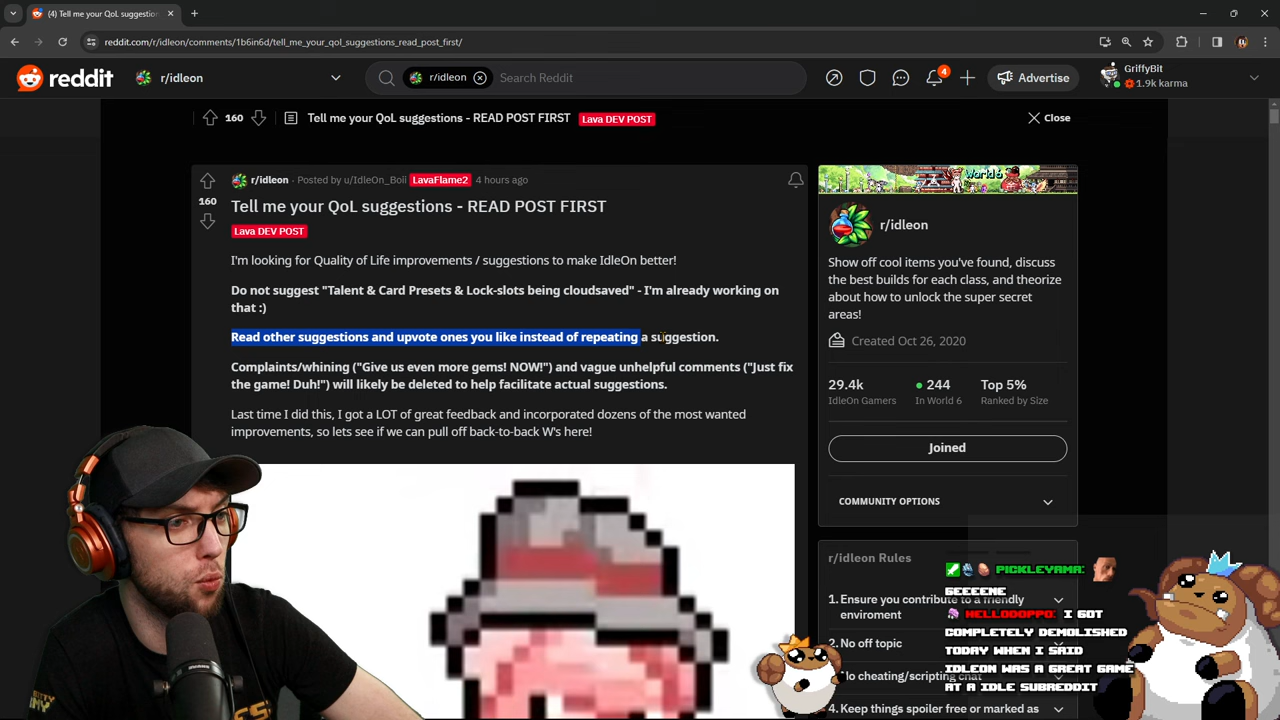 (4) Tell me your QoL suggestion
reddit.com/r/idleon/comments/1b6in6d/tell_me_your_qol_suggestions_read_post_first/
reddit
r/idleon
r/idleon
Search Reddit
4
Advertise
GriffyBit
1.9k karma
160
Tell me your QoL suggestions - READ POST FIRST
Lava DEV POST
Close
r/idleon · Posted by u/IdleOn_Boii LavaFlame2 4 hours ago
160
Tell me your QoL suggestions - READ POST FIRST
Lava DEV POST
I'm looking for Quality of Life improvements / suggestions to make IdleOn better!
Do not suggest "Talent & Card Presets & Lock-slots being cloudsaved" - I'm already working on
that :)
Read other suggestions and upvote ones you like instead of repeating a suggestion.
Complaints/whining ("Give us even more gems! NOW!") and vague unhelpful comments ("Just fix
the game! Duh!") will likely be deleted to help facilitate actual suggestions.
Last time I did this, I got a LOT of great feedback and incorporated dozens of the most wanted
improvements, so lets see if we can pull off back-to-back W's here!
World 6
r/idleon
Show off cool items you've found, discuss
the best builds for each class, and theorize
about how to unlock the super secret
areas!
Created Oct 26, 2020
29.4k
244
Top 5%
IdleOn Gamers
In World 6
Ranked by Size
Joined
COMMUNITY OPTIONS
r/idleon Rules
1. Ensure you contribute to a friendly
enviroment
2. No off topic
No cheating/scripting chat
4. Keep things spoiler free or marked as
PICKLEYAMA:
GEEEENE
HELLODOPPO: I GOT
COMPLETELY DEMOLISHED
TODAY WHEN I SAID
IDLEON WAS A GREAT GAME
AT A IDLE SUBREDDIT